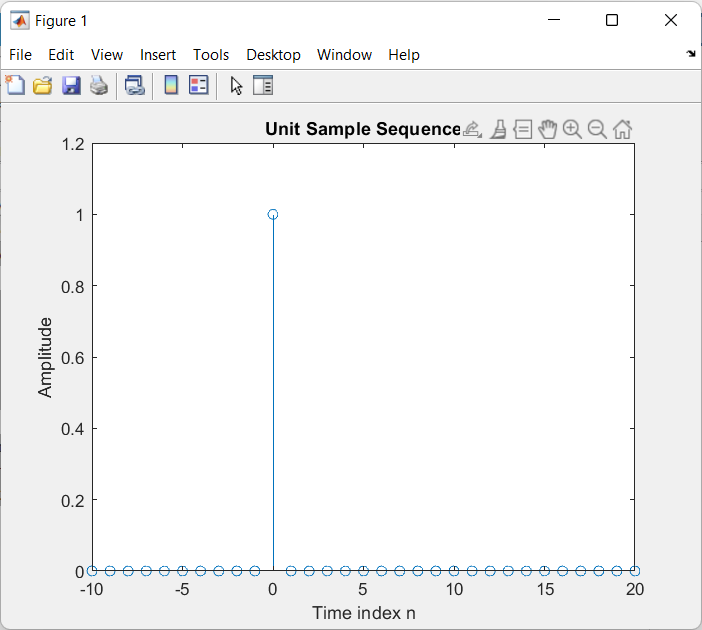 Figure 1
File Edit View Insert Tools Desktop Window Help
Unit Sample Sequence
1.2
1
0.8
0.6
0.4
0.2
0
Amplitude
-10 -5 0 5 10 15 20
Time index n